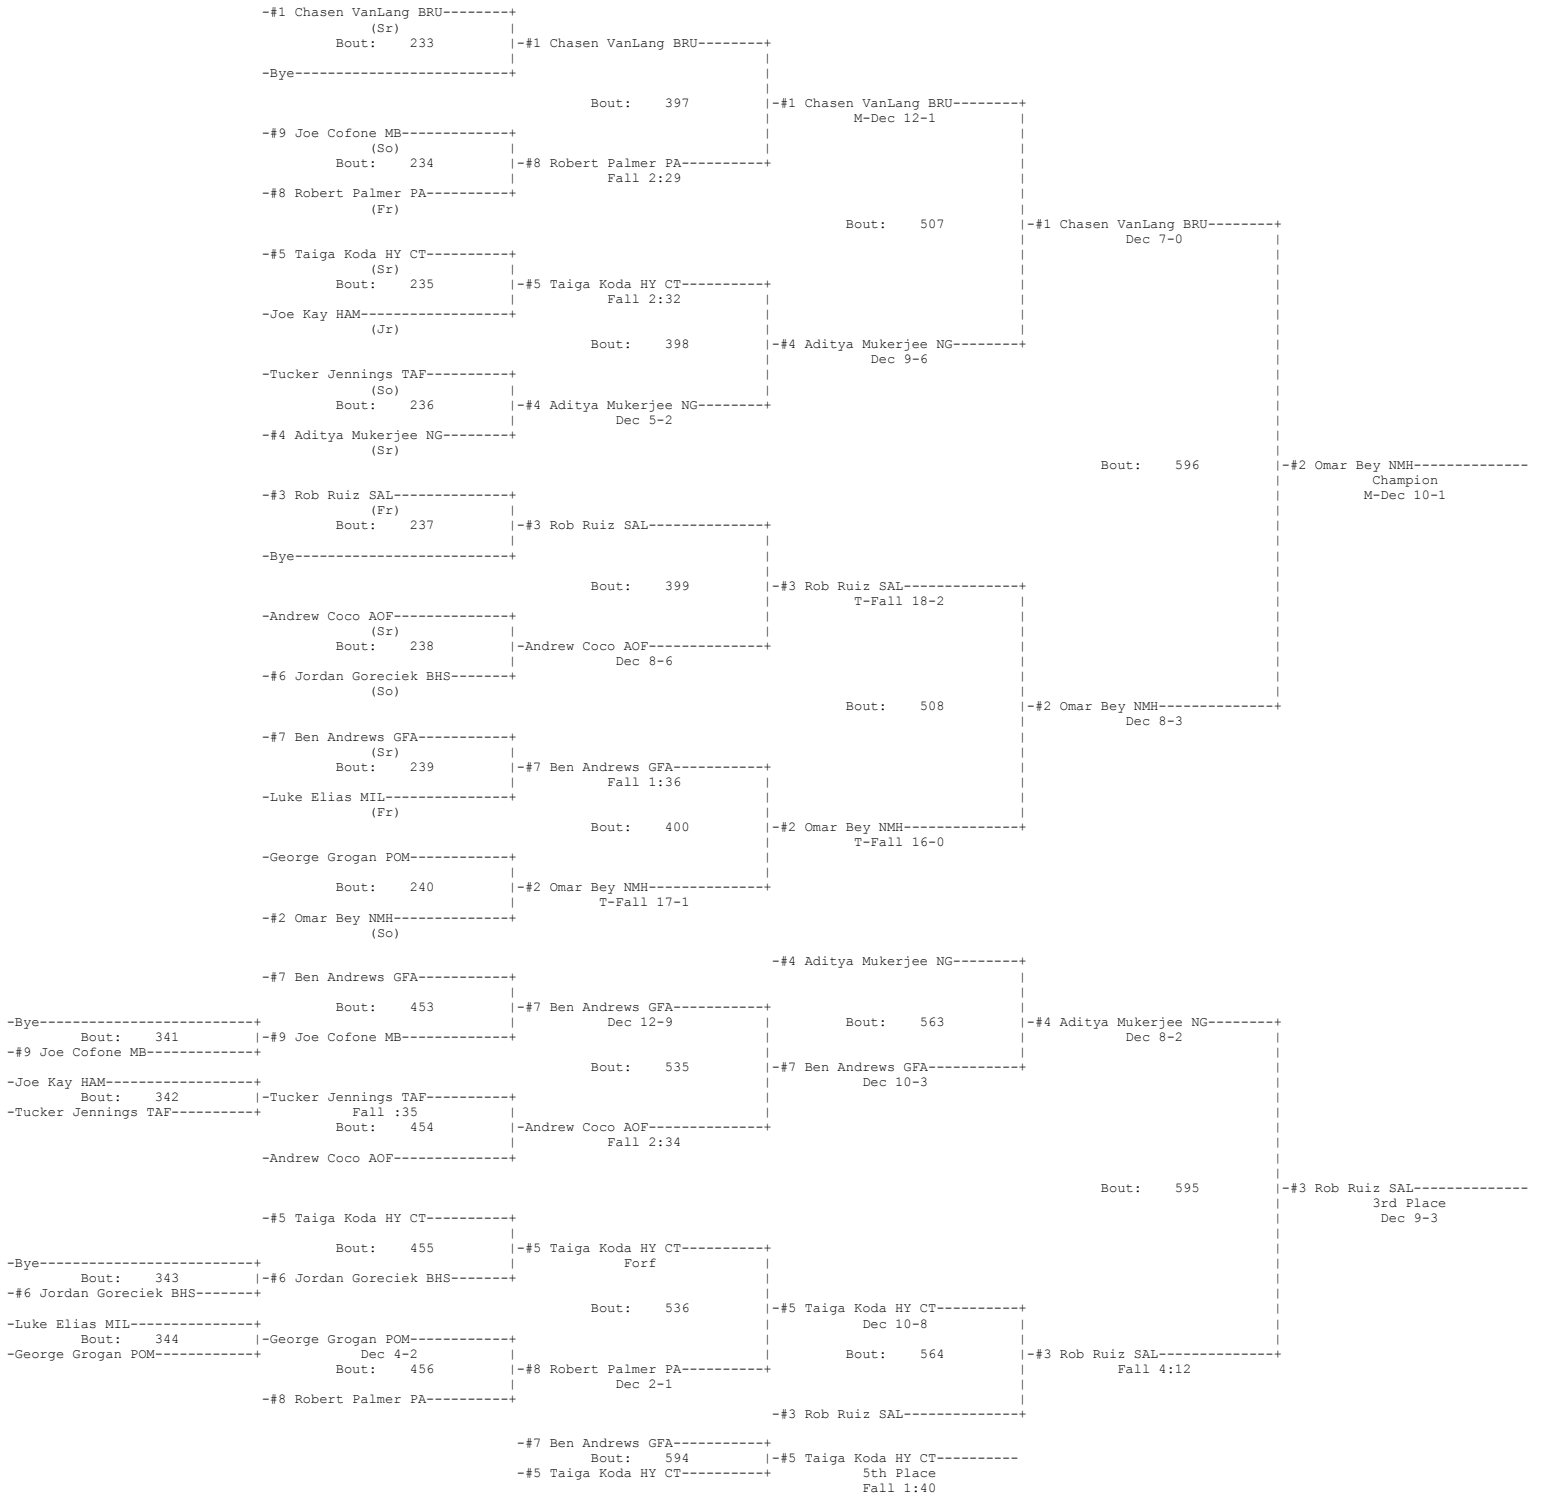 -#1 Chasen VanLang BRU--------+
(Sr) |
Bout: 233 |-#1 Chasen VanLang BRU--------+
| |
-Bye--------------------------+ |
|
Bout: 397 |-#1 Chasen VanLang BRU--------+
| M-Dec 12-1 |
-#9 Joe Cofone MB-------------+ | |
(So) | | |
Bout: 234 |-#8 Robert Palmer PA----------+ |
| Fall 2:29 |
-#8 Robert Palmer PA----------+ |
(Fr) |
Bout: 507 |-#1 Chasen VanLang BRU--------+
| Dec 7-0 |
-#5 Taiga Koda HY CT----------+ | |
(Sr) | | |
Bout: 235 |-#5 Taiga Koda HY CT----------+ | |
| Fall 2:32 | | |
-Joe Kay HAM------------------+ | | |
(Jr) | | |
Bout: 398 |-#4 Aditya Mukerjee NG--------+ |
| Dec 9-6 |
-Tucker Jennings TAF----------+ | |
(So) | | |
Bout: 236 |-#4 Aditya Mukerjee NG--------+ |
| Dec 5-2 |
-#4 Aditya Mukerjee NG--------+ |
(Sr) |
Bout: 596 |-#2 Omar Bey NMH--------------
| Champion
-#3 Rob Ruiz SAL--------------+ | M-Dec 10-1
(Fr) | |
Bout: 237 |-#3 Rob Ruiz SAL--------------+ |
| | |
-Bye--------------------------+ | |
| |
Bout: 399 |-#3 Rob Ruiz SAL--------------+ |
| T-Fall 18-2 | |
-Andrew Coco AOF--------------+ | | |
(Sr) | | | |
Bout: 238 |-Andrew Coco AOF--------------+ | |
| Dec 8-6 | |
-#6 Jordan Goreciek BHS-------+ | |
(So) | |
Bout: 508 |-#2 Omar Bey NMH--------------+
| Dec 8-3
-#7 Ben Andrews GFA-----------+ |
(Sr) | |
Bout: 239 |-#7 Ben Andrews GFA-----------+ |
| Fall 1:36 | |
-Luke Elias MIL---------------+ | |
(Fr) | |
Bout: 400 |-#2 Omar Bey NMH--------------+
| T-Fall 16-0
-George Grogan POM------------+ |
| |
Bout: 240 |-#2 Omar Bey NMH--------------+
| T-Fall 17-1
-#2 Omar Bey NMH--------------+
(So)
-#4 Aditya Mukerjee NG--------+
-#7 Ben Andrews GFA-----------+ |
| |
Bout: 453 |-#7 Ben Andrews GFA-----------+ |
-Bye--------------------------+ | Dec 12-9 | Bout: 563 |-#4 Aditya Mukerjee NG--------+
Bout: 341 |-#9 Joe Cofone MB-------------+ | | Dec 8-2 |
-#9 Joe Cofone MB-------------+ | | |
Bout: 535 |-#7 Ben Andrews GFA-----------+ |
-Joe Kay HAM------------------+ | Dec 10-3 |
Bout: 342 |-Tucker Jennings TAF----------+ | |
-Tucker Jennings TAF----------+ Fall :35 | | |
Bout: 454 |-Andrew Coco AOF--------------+ |
| Fall 2:34 |
-Andrew Coco AOF--------------+ |
|
Bout: 595 |-#3 Rob Ruiz SAL--------------
| 3rd Place
-#5 Taiga Koda HY CT----------+ | Dec 9-3
| |
Bout: 455 |-#5 Taiga Koda HY CT----------+ |
-Bye--------------------------+ | Forf | |
Bout: 343 |-#6 Jordan Goreciek BHS-------+ | |
-#6 Jordan Goreciek BHS-------+ | |
Bout: 536 |-#5 Taiga Koda HY CT----------+ |
-Luke Elias MIL---------------+ | Dec 10-8 | |
Bout: 344 |-George Grogan POM------------+ | | |
-George Grogan POM------------+ Dec 4-2 | | Bout: 564 |-#3 Rob Ruiz SAL--------------+
Bout: 456 |-#8 Robert Palmer PA----------+ | Fall 4:12
| Dec 2-1 |
-#8 Robert Palmer PA----------+ |
-#3 Rob Ruiz SAL--------------+
-#7 Ben Andrews GFA-----------+
Bout: 594 |-#5 Taiga Koda HY CT----------
-#5 Taiga Koda HY CT----------+ 5th Place
Fall 1:40